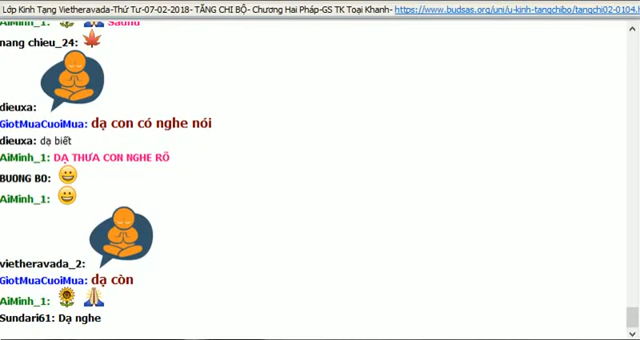 Lớp Kinh Tạng Vietheravada-Thứ Tư-07-02-2018- TĂNG CHI BỘ- Chương Hai Pháp-GS TK Toại Khanh- https://www.budsas.org/uni/u-kinh-tangchibo/tangchi02-0104.h
AiMinh_1: Sadhu
nang chieu_24:
dieuxa:
GiotMuaCuoiMua: dạ con có nghe nói
dieuxa: dạ biết
AiMinh_1: DẠ THƯA CON NGHE RÕ
BUONG BO:
AiMinh_1:
vietheravada_2:
GiotMuaCuoiMua: dạ còn
AiMinh_1:
Sundari61: Dạ nghe